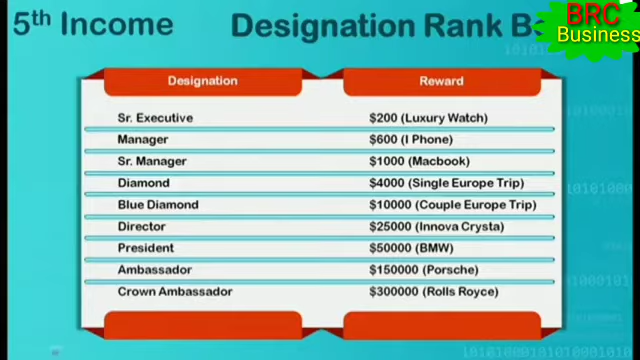 5th Income
Designation Rank B
BRC
Business
Designation Reward
Sr. Executive $200 (Luxury Watch)
Manager $600 (I Phone)
Sr. Manager $1000 (Macbook)
Diamond $4000 (Single Europe Trip)
Blue Diamond $10000 (Couple Europe Trip)
Director $25000 (Innova Crysta)
President $50000 (BMW)
Ambassador $150000 (Porsche)
Crown Ambassador $300000 (Rolls Royce)